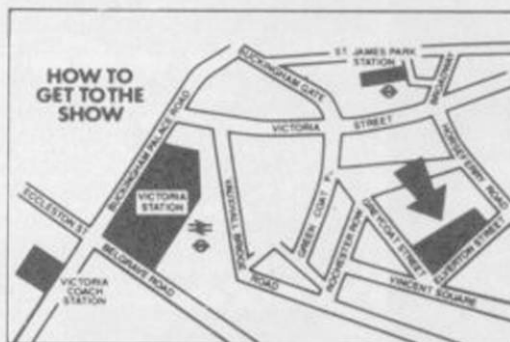 HOW TO
GET TO THE
SHOW
ST. JAMES PARK
STATION
BUCKINGHAM GATE
BROADWAY
BUCKINGHAM PALACE ROAD
VICTORIA STREET
HORSEFERRY ROAD
VICTORIA
STATION
VAUXHALL BRIDGE
ROAD
GREEN COAT P.
ROCHESTER ROW
GREYCOAT STREET
ELVERTON STREET
ECCLESTON ST.
BELGRAVE ROAD
VINCENT SQUARE
VICTORIA
COACH
STATION